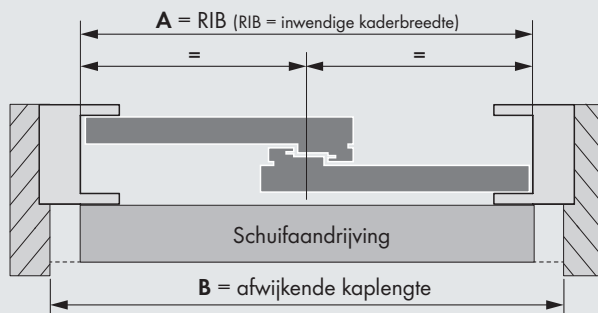 A = RIB (RIB = inwendige kaderbreedte)
= =
Schuifaandrijving
B = afwijkende kaplengte